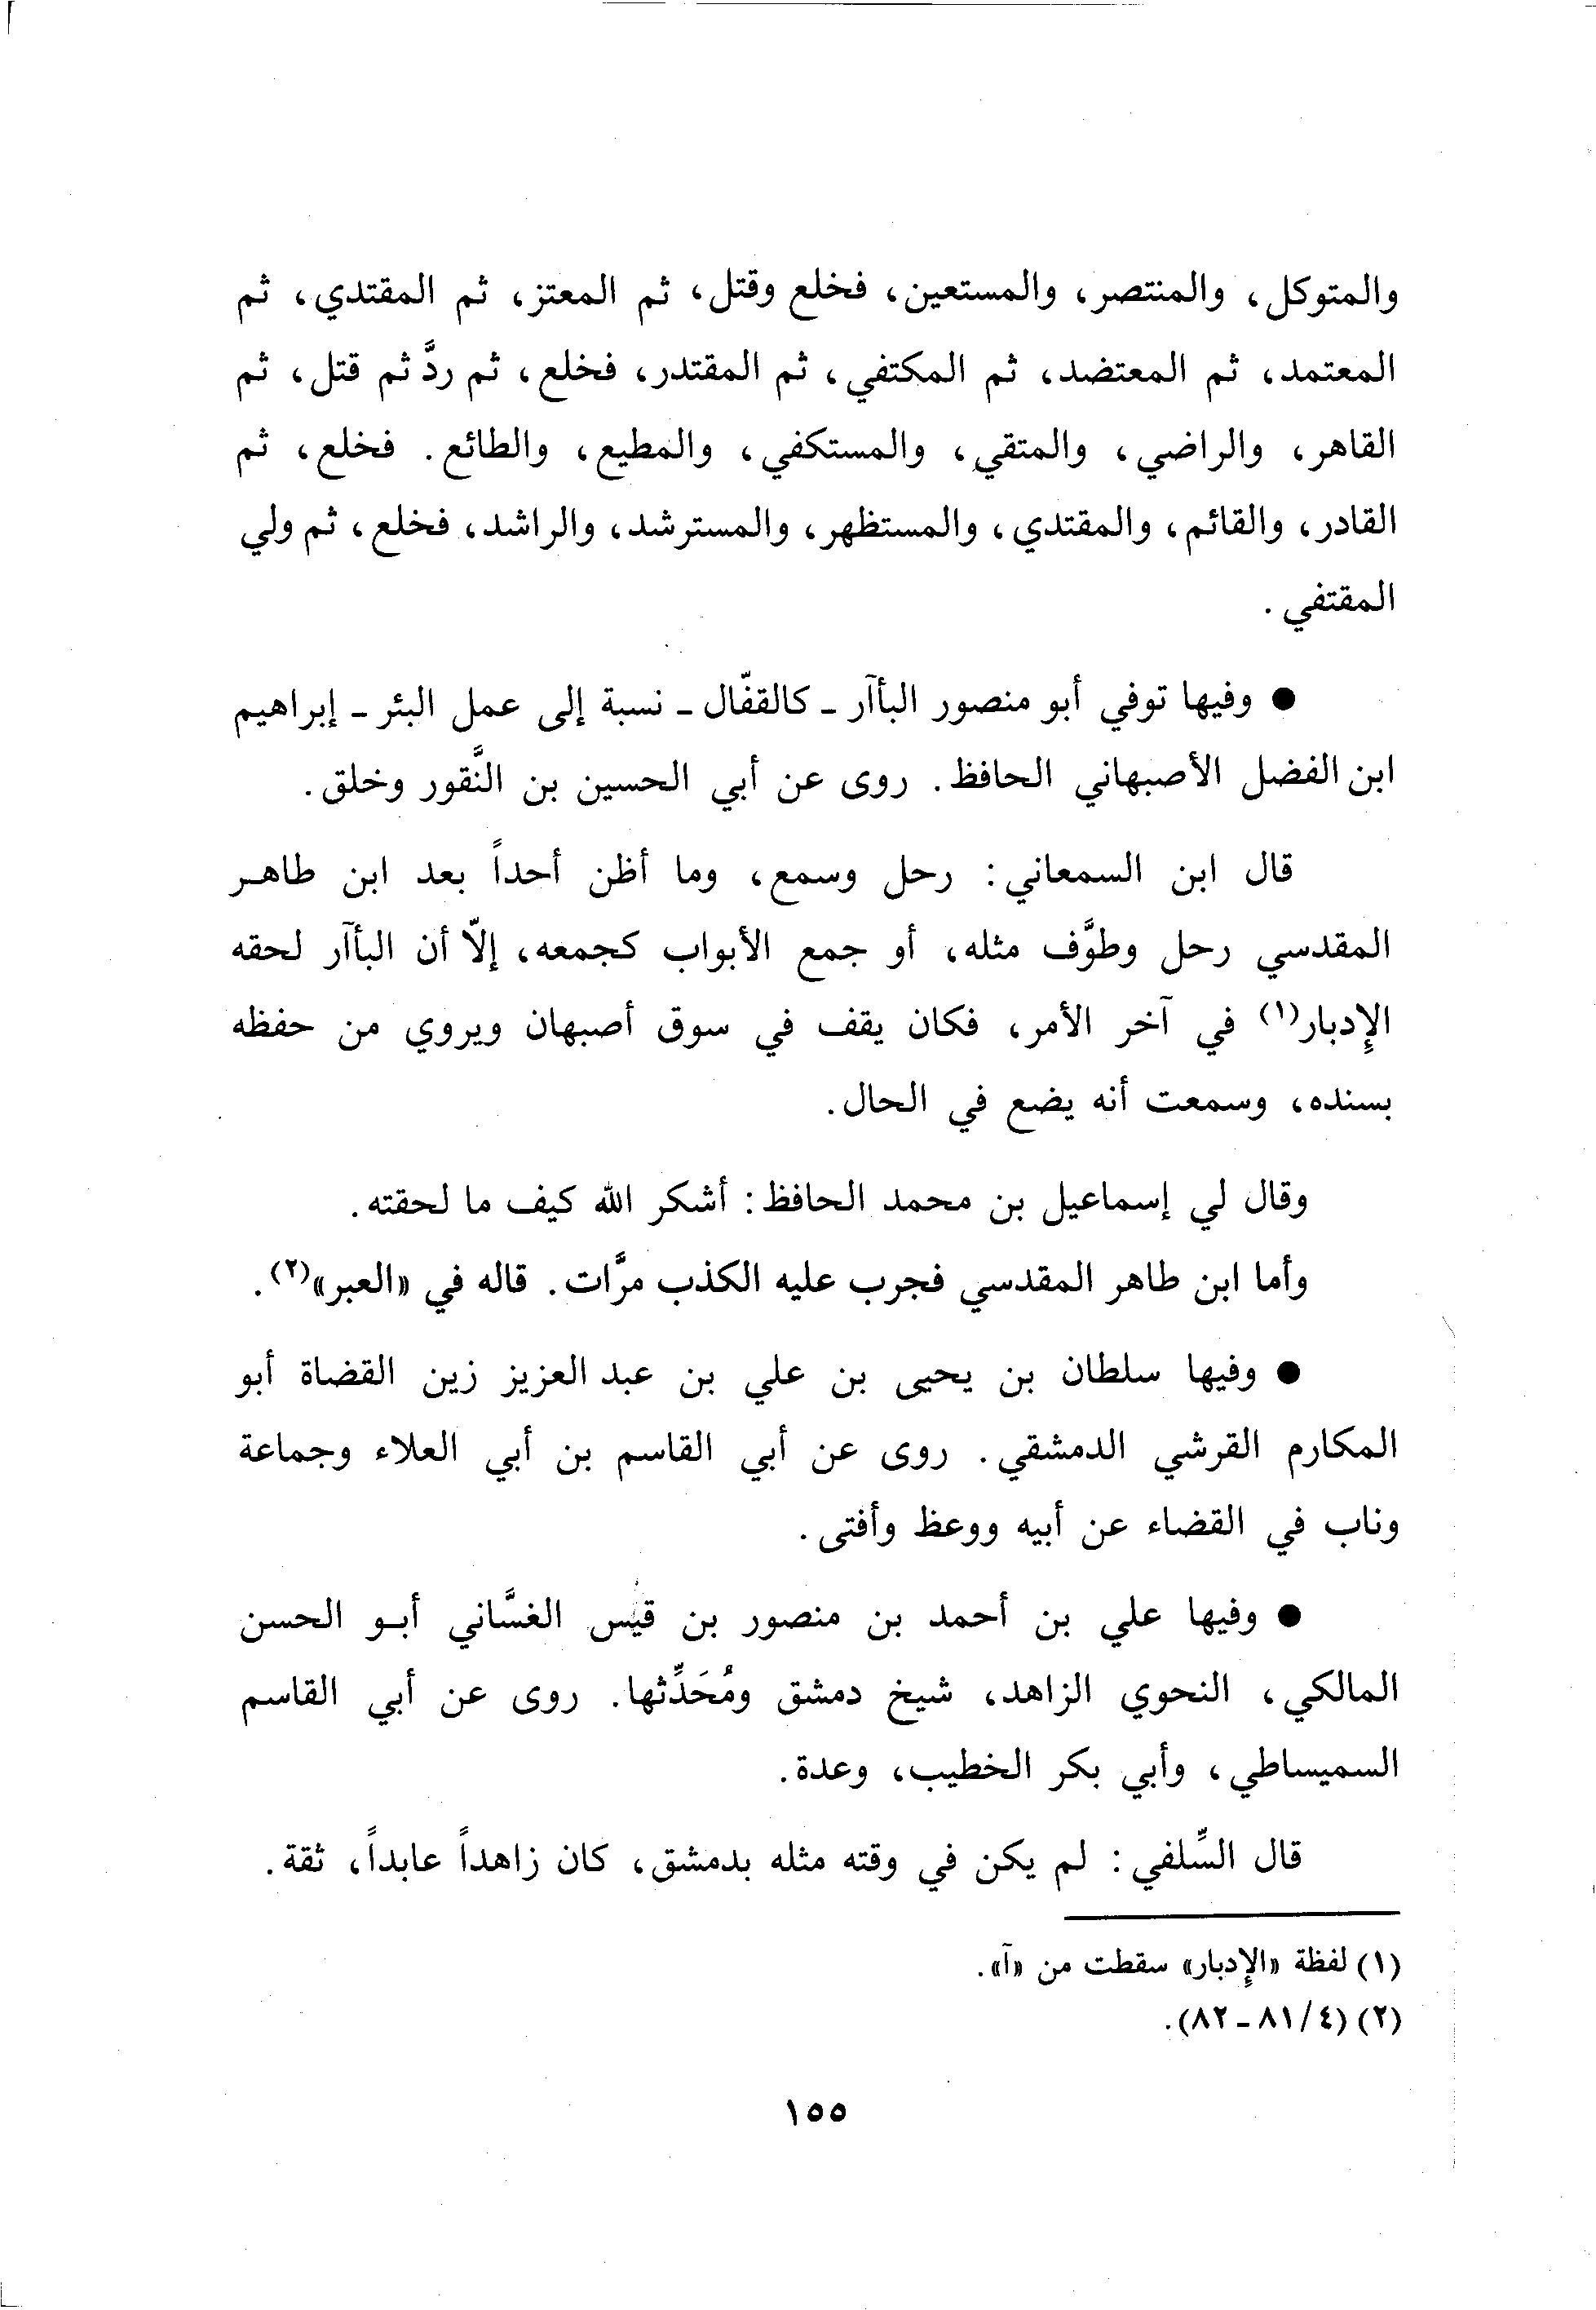 والمتوكل، والمنتصر، والمستعين، فخلع وقتل، ثم المعتز، ثم المقتدي، ثم
المعتمد، ثم المعتضد، ثم المكتفي، ثم المقتدر، فخلع، ثم ردَّ ثم قتل، ثم
القاهر، والراضي، والمتقي، والمستكفي، والمطيع، والطائع. فخلع، ثم
القادر، والقائم، والمقتدي، والمستظهر، والمسترشد، والراشد، فخلع، ثم ولي
المقتفي.
● وفيها توفي أبو منصور البأآر - كالقفّال - نسبة إلى عمل البئر - إبراهيم
ابن الفضل الأصبهاني الحافظ. روى عن أبي الحسين بن النَّقور وخلق.
قال ابن السمعاني: رحل وسمع، وما أظن أحداً بعد ابن طاهر
المقدسي رحل وطوَّف مثله، أو جمع الأبواب كجمعه، إلّا أن البأآر لحقه
الإِدبار(١) في آخر الأمر، فكان يقف في سوق أصبهان ويروي من حفظه
بسنده، وسمعت أنه يضع في الحال.
وقال لي إسماعيل بن محمد الحافظ: أشكر الله كيف ما لحقته.
وأما ابن طاهر المقدسي فجرب عليه الكذب مرَّات. قاله في «العبر»(٢).
● وفيها سلطان بن يحيى بن علي بن عبد العزيز زين القضاة أبو
المكارم القرشي الدمشقي. روى عن أبي القاسم بن أبي العلاء وجماعة
وناب في القضاء عن أبيه ووعظ وأفتى.
● وفيها علي بن أحمد بن منصور بن قيس الغسَّاني أبو الحسن
المالكي، النحوي الزاهد، شيخ دمشق ومُحَدِّثها. روى عن أبي القاسم
السميساطي، وأبي بكر الخطيب، وعدة.
قال السِّلفي: لم يكن في وقته مثله بدمشق، كان زاهداً عابداً، ثقة.
(١) لفظة «الإِدبار» سقطت من «آ».
(٢) (٤/ ٨١ - ٨٢).
١٥٥